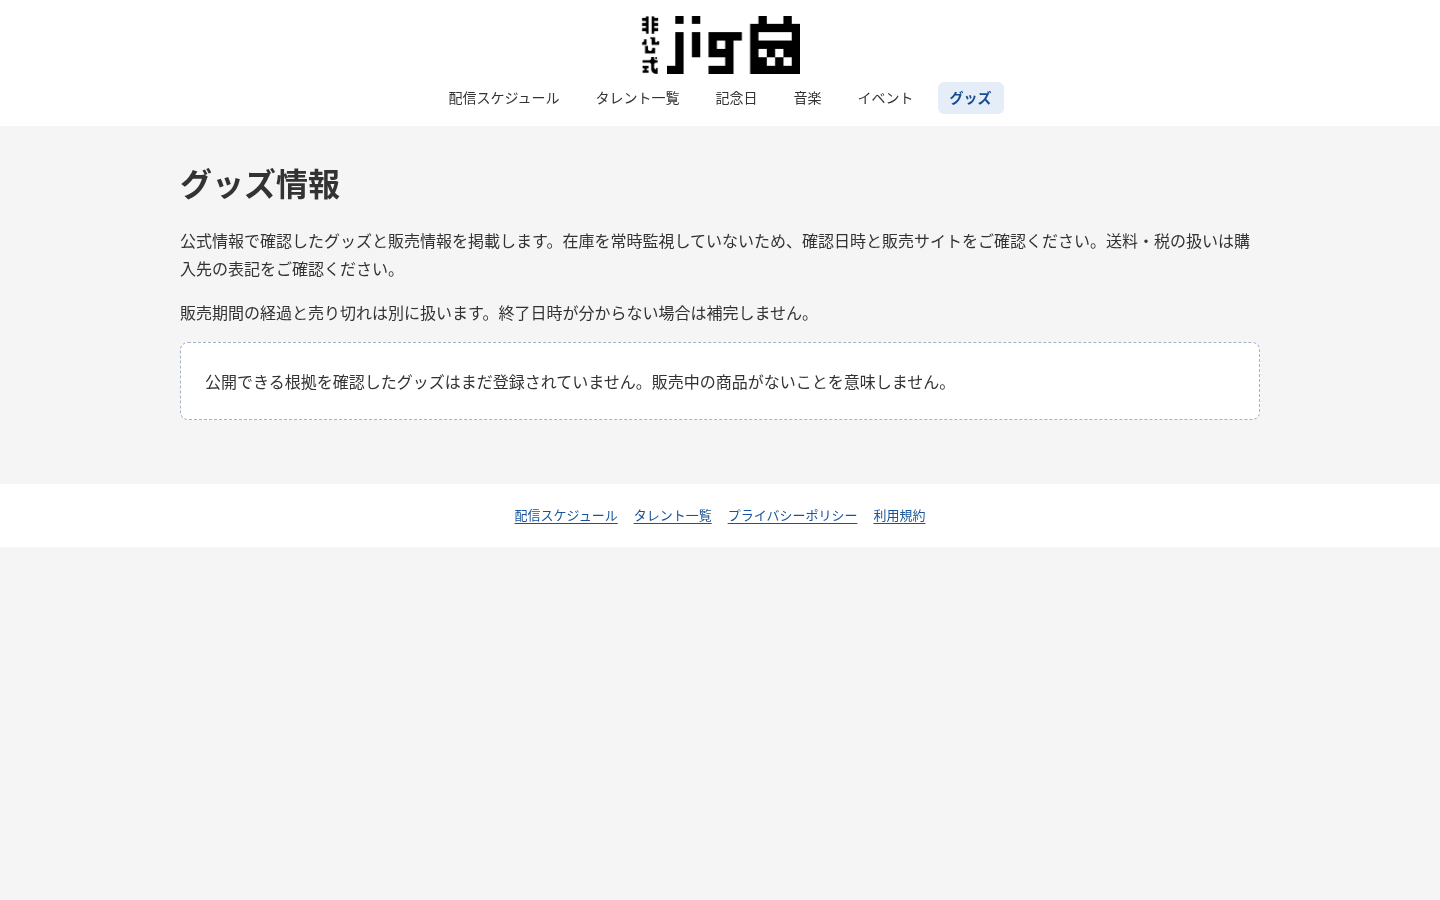 非公式 jig
配信スケジュール タレント一覧 記念日 音楽 イベント グッズ
グッズ情報
公式情報で確認したグッズと販売情報を掲載します。在庫を常時監視していないため、確認日時と販売サイトをご確認ください。送料・税の扱いは購
入先の表記をご確認ください。
販売期間の経過と売り切れは別に扱います。終了日時が分からない場合は補完しません。
公開できる根拠を確認したグッズはまだ登録されていません。販売中の商品がないことを意味しません。
配信スケジュール タレント一覧 プライバシーポリシー 利用規約